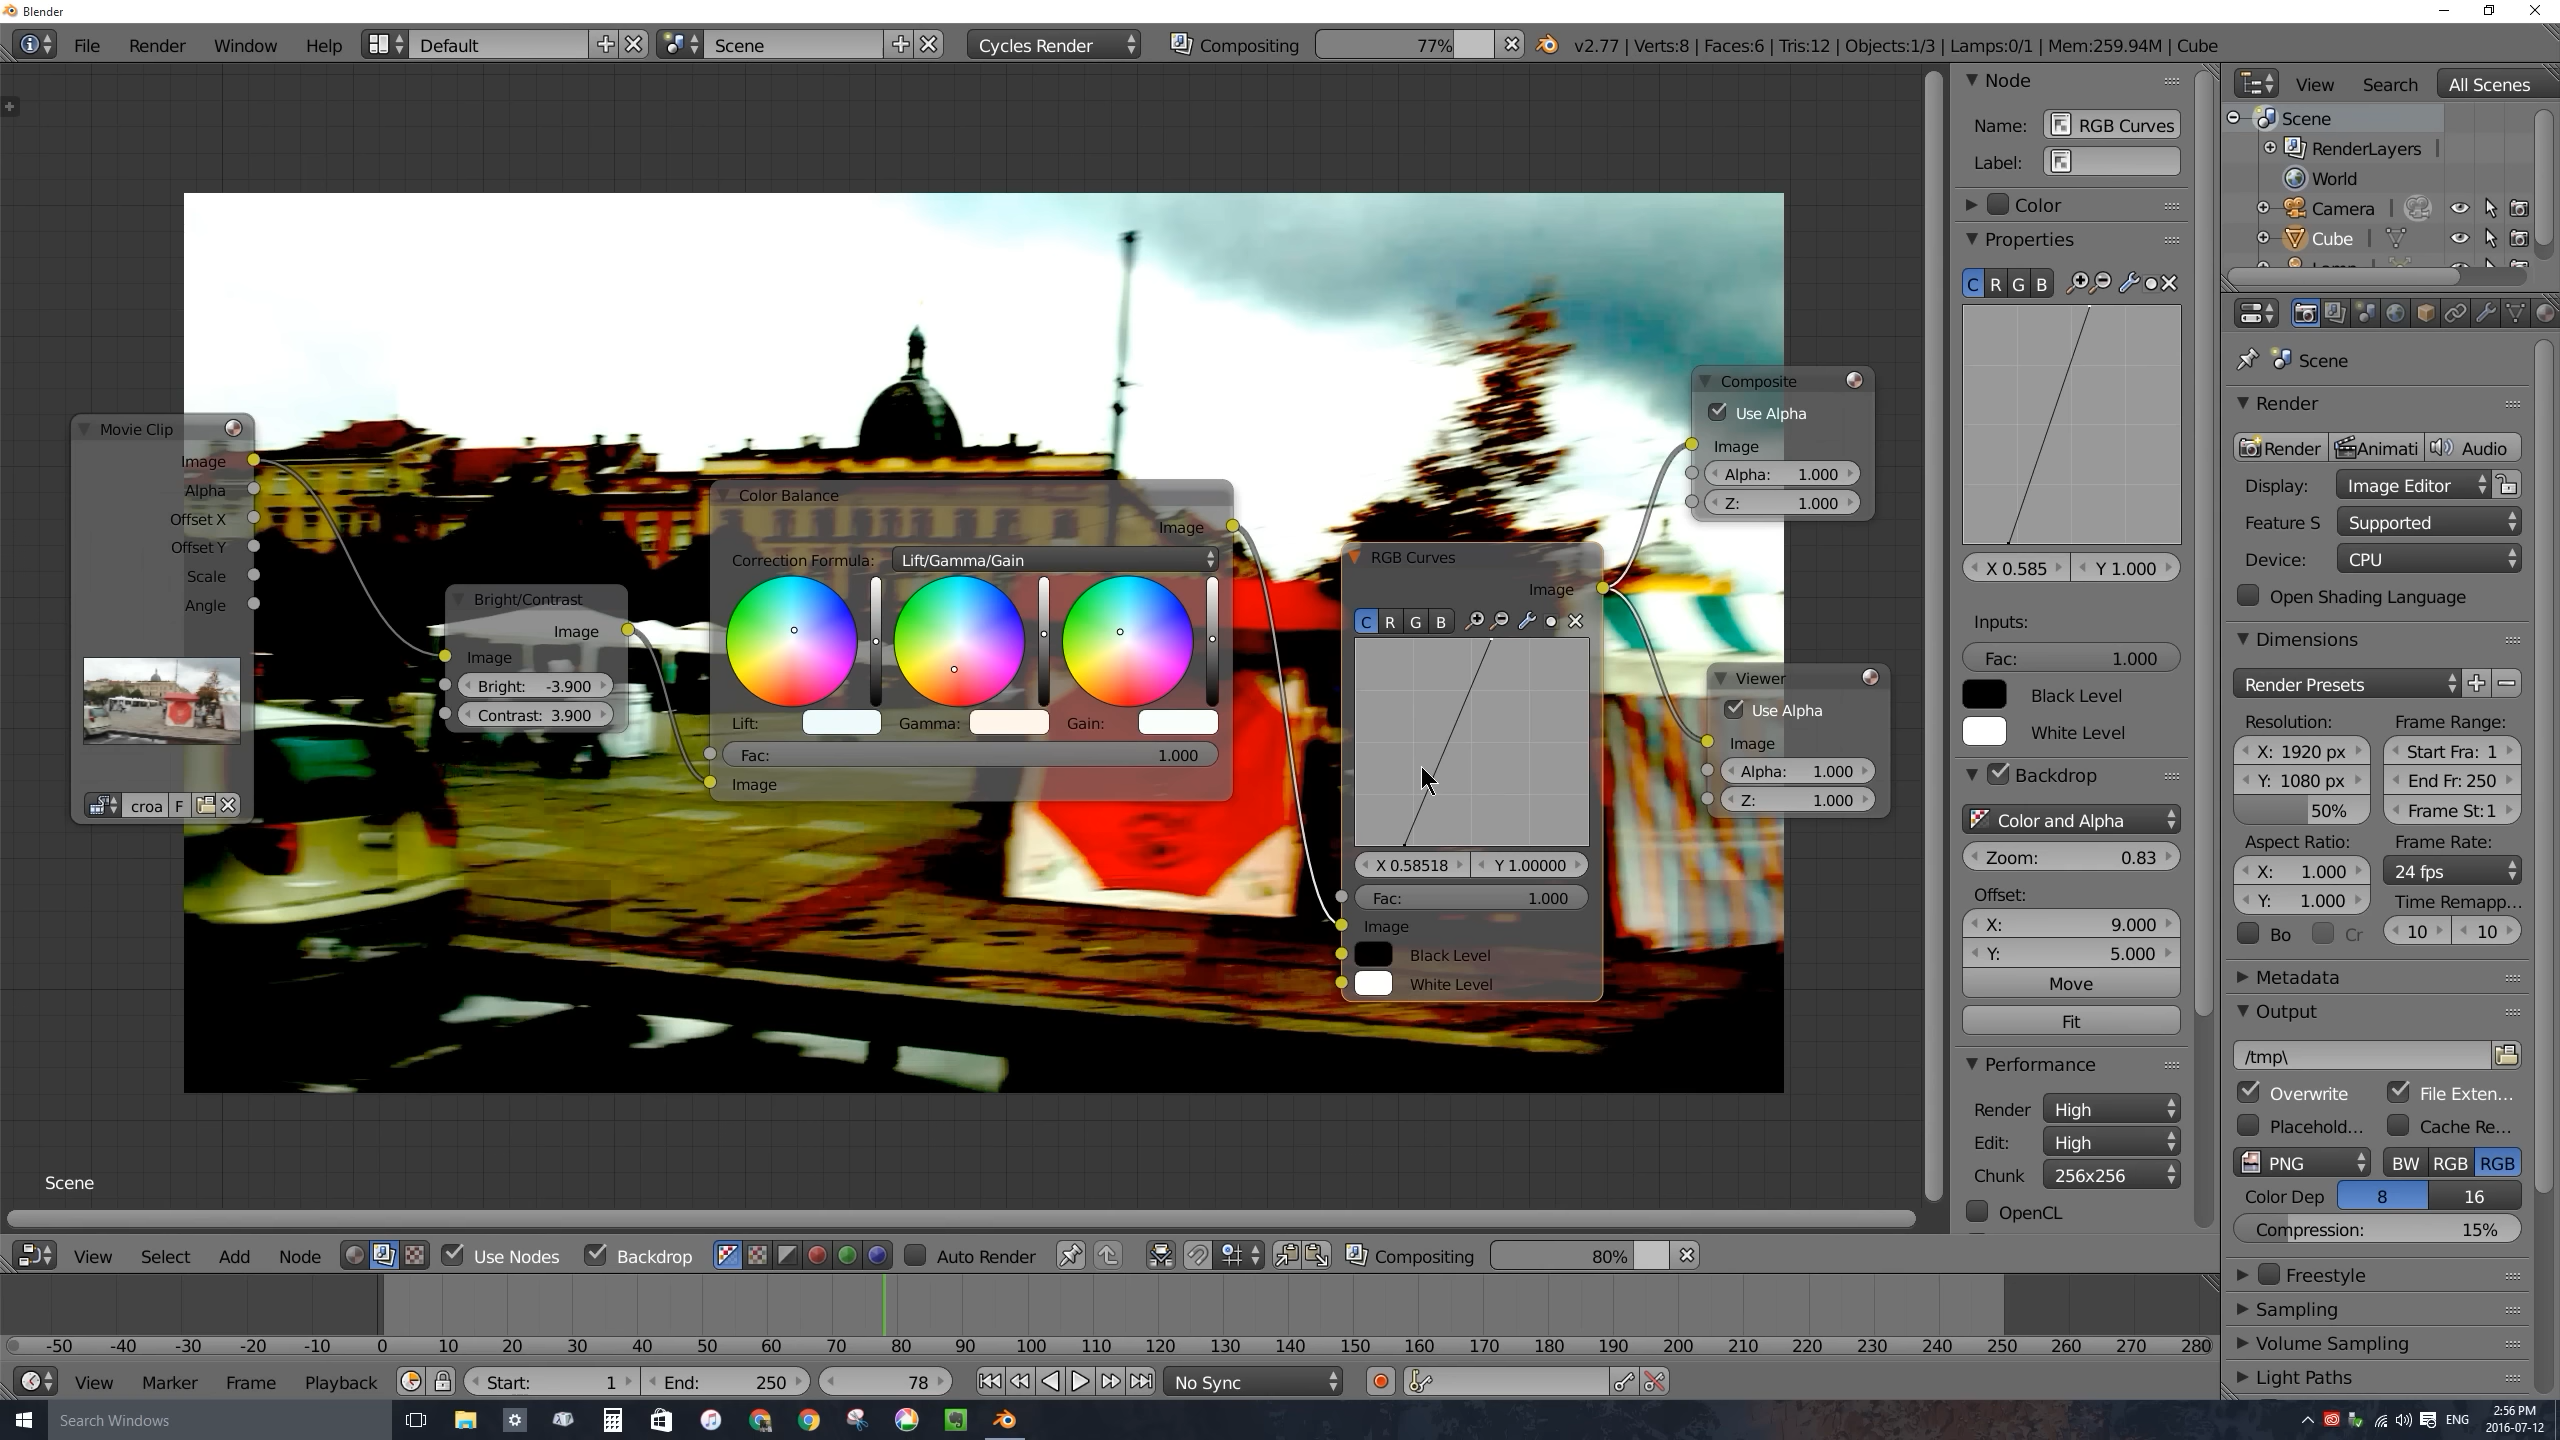 Blender
File Render Window Help Default Scene Cycles Render Compositing 77% v2.77 | Verts:8 | Faces:6 | Tris:12 | Objects:1/3 | Lamps:0/1 | Mem:259.94M | Cube
Movie Clip
Image
Alpha
Offset X
Offset Y
Scale
Angle
croa F
Bright/Contrast
Image
Image
Bright: -3.900
Contrast: 3.900
Color Balance
Image
Correction Formula: Lift/Gamma/Gain
Lift: Gamma: Gain:
Fac: 1.000
Image
RGB Curves
Image
C R G B
X 0.58518 Y 1.00000
Fac: 1.000
Image
Black Level
White Level
Composite
Use Alpha
Image
Alpha: 1.000
Z: 1.000
Viewer
Use Alpha
Image
Alpha: 1.000
Z: 1.000
Scene
Node
Name: RGB Curves
Label:
Color
Properties
C R G B
X 0.585 Y 1.000
Inputs:
Fac: 1.000
Black Level
White Level
Backdrop
Color and Alpha
Zoom: 0.83
Offset:
X: 9.000
Y: 5.000
Move
Fit
Performance
Render High
Edit: High
Chunk 256x256
OpenCL
View Search All Scenes
Scene
RenderLayers
World
Camera
Cube
Scene
Render
Render Animati Audio
Display: Image Editor
Feature S Supported
Device: CPU
Open Shading Language
Dimensions
Render Presets
Resolution: Frame Range:
X: 1920 px Start Fra: 1
Y: 1080 px End Fr: 250
50% Frame St:1
Aspect Ratio: Frame Rate:
X: 1.000 24 fps
Y: 1.000 Time Remapp...
Bo Cr 10 10
Metadata
Output
/tmp\
Overwrite File Exten...
Placehold... Cache Re...
PNG BW RGB RGB
Color Dep 8 16
Compression: 15%
Freestyle
Sampling
Volume Sampling
Light Paths
View Select Add Node Use Nodes Backdrop Auto Render Compositing 80%
-50 -40 -30 -20 -10 0 10 20 30 40 50 60 70 80 90 100 110 120 130 140 150 160 170 180 190 200 210 220 230 240 250 260 270 280
View Marker Frame Playback Start: 1 End: 250 78 No Sync
Search Windows ENG 2:56 PM
2016-07-12